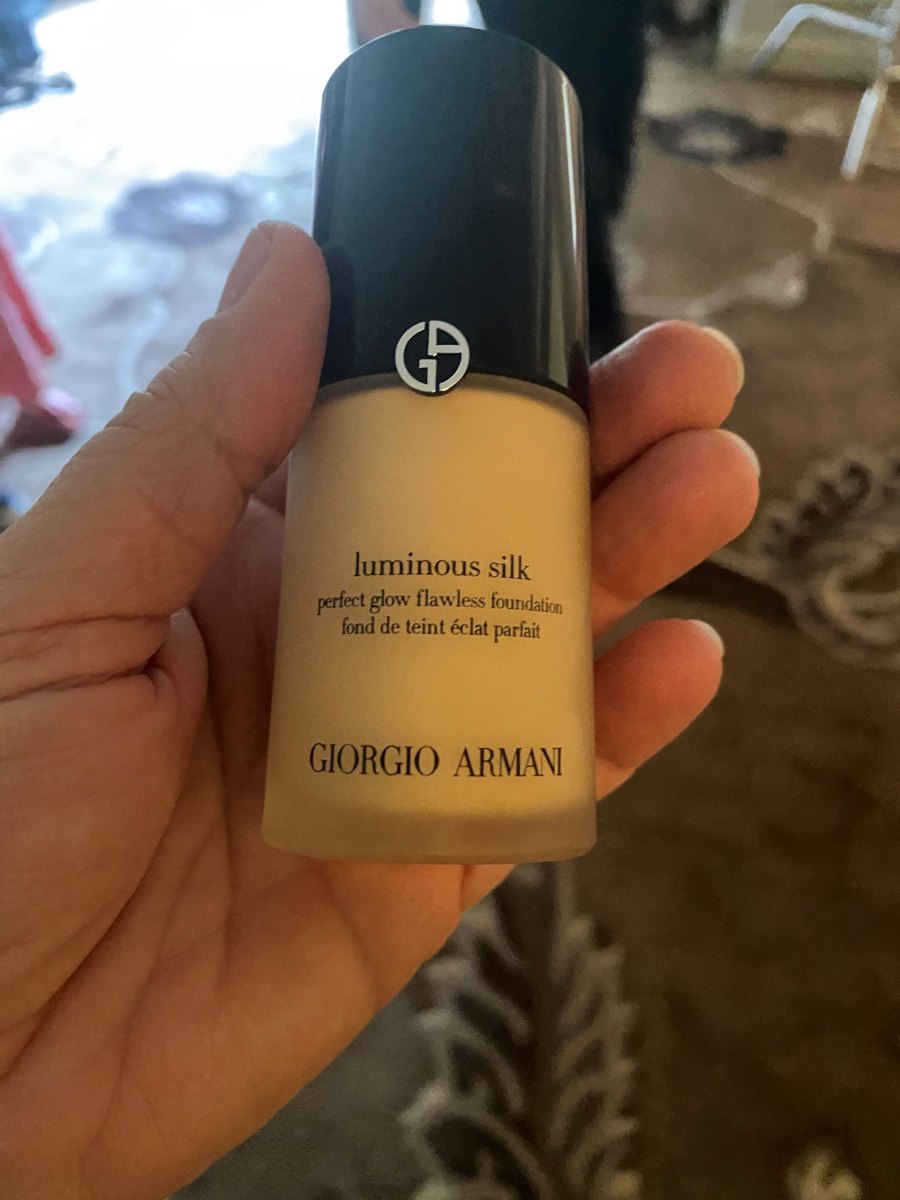 GA
luminous silk
perfect glow flawless foundation
fond de teint éclat parfait
GIORGIO ARMANI